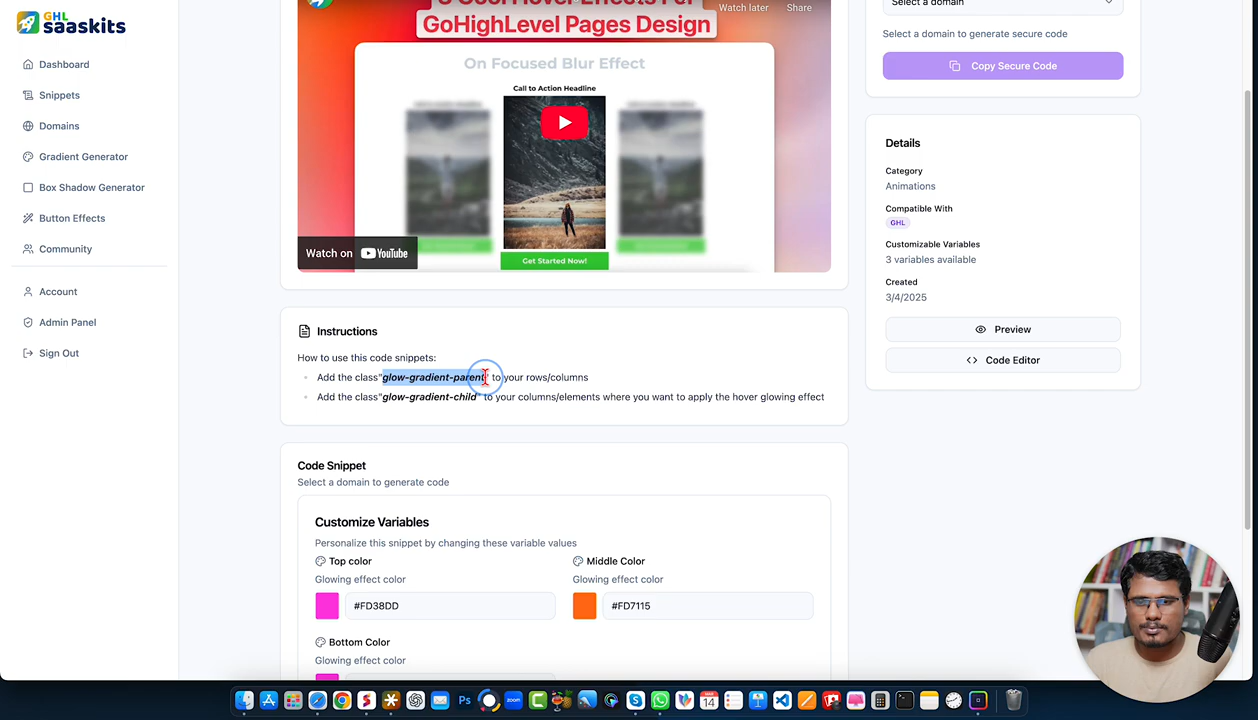 GHL
saaskits
Dashboard
Snippets
Domains
Gradient Generator
Box Shadow Generator
Button Effects
Community
Account
Admin Panel
Sign Out
GoHighLevel Pages Design
Watch later
Share
On Focused Blur Effect
Call to Action Headline
Get Started Now!
Watch on YouTube
Select a domain
Select a domain to generate secure code
Copy Secure Code
Details
Category
Animations
Compatible With
GHL
Customizable Variables
3 variables available
Created
3/4/2025
Preview
Code Editor
Instructions
How to use this code snippets:
Add the class"glow-gradient-parent" to your rows/columns
Add the class"glow-gradient-child" to your columns/elements where you want to apply the hover glowing effect
Code Snippet
Select a domain to generate code
Customize Variables
Personalize this snippet by changing these variable values
Top color
Glowing effect color
#FD38DD
Middle Color
Glowing effect color
#FD7115
Bottom Color
Glowing effect color
Ps
zoom
14